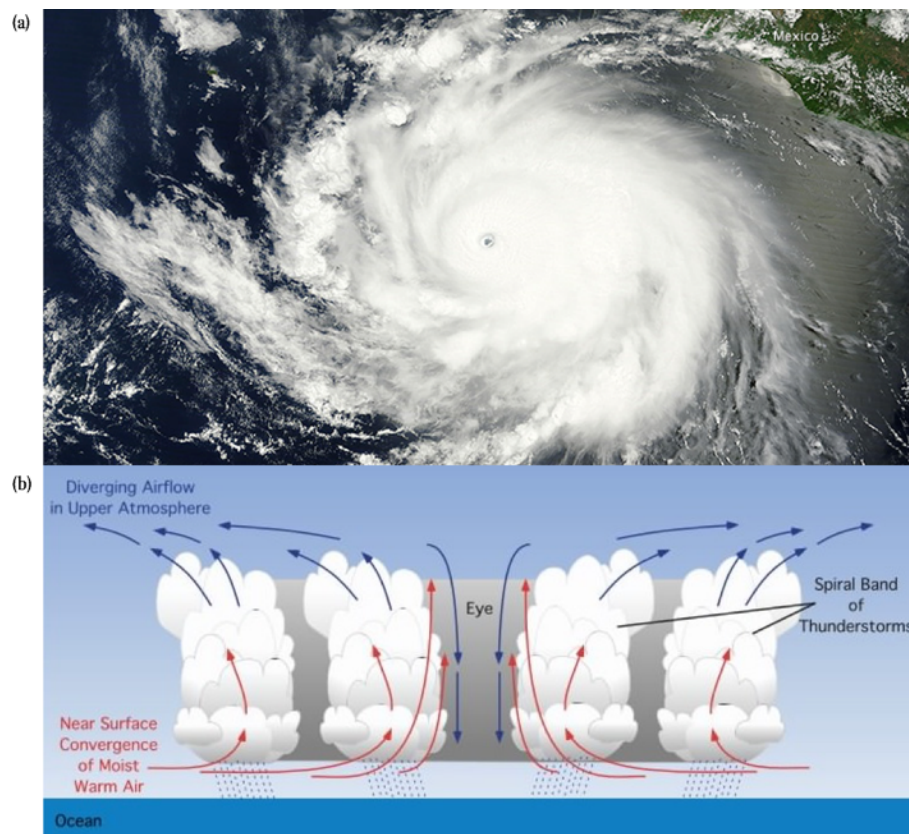 (a)
Mexico
(b)
Diverging Airflow
in Upper Atmosphere
Eye
Spiral Band
of
Thunderstorms
Near Surface
Convergence
of Moist
Warm Air
Ocean